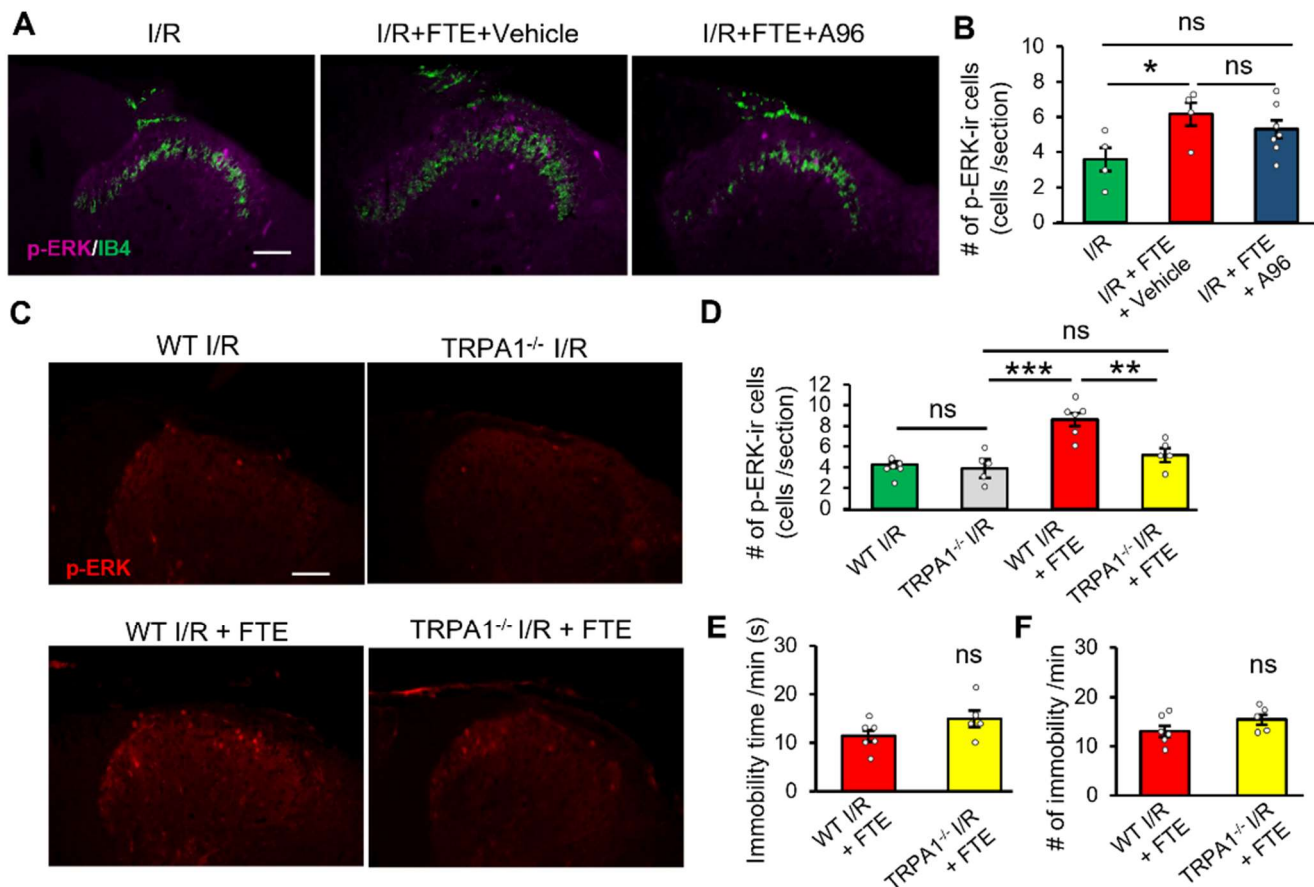 A
I/R
I/R+FTE+Vehicle
I/R+FTE+A96
p-ERK/IB4
B
# of p-ERK-ir cells
(cells /section)
10
8
6
4
2
0
ns
*
ns
I/R
I/R + FTE
+ Vehicle
I/R + FTE
+ A96
C
WT I/R
TRPA1-/- I/R
p-ERK
WT I/R + FTE
TRPA1-/- I/R + FTE
D
# of p-ERK-ir cells
(cells /section)
12
10
8
6
4
2
0
ns
ns
***
**
WT I/R
TRPA1-/- I/R
WT I/R
+ FTE
TRPA1-/- I/R
+ FTE
E
Immobility time /min (s)
30
20
10
0
ns
WT I/R
+ FTE
TRPA1-/- I/R
+ FTE
F
# of immobility /min
30
20
10
0
ns
WT I/R
+ FTE
TRPA1-/- I/R
+ FTE